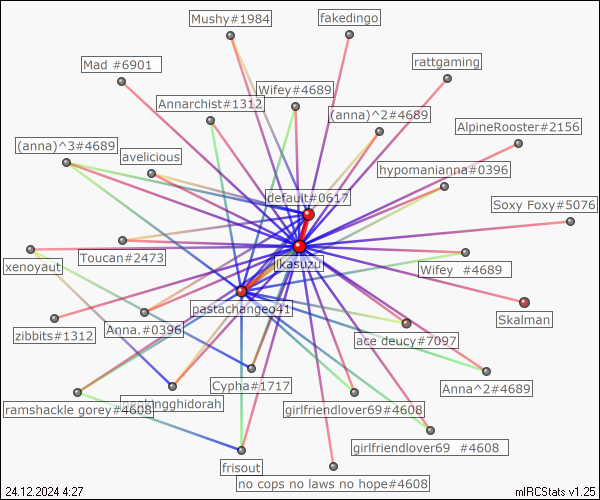 Mushy#1984
fakedingo
Mad #6901
rattgaming
Wifey#4689
Annarchist#1312
(anna)^2#4689
AlpineRooster#2156
(anna)^3#4689
avelicious
hypomanianna#0396
default#0617
Soxy Foxy#5076
Toucan#2473
jkasuzu
xenoyaut
Wifey #4689
pastachangeo41
Skalman
zibbits#1312
Anna.#0396
ace deucy#7097
Cypha#1717
Anna^2#4689
ramshackle gorey#4608
ngghidorah
girlfriendlover69#4608
girlfriendlover69 #4608
frisout
no cops no laws no hope#4608
24.12.2024 4:27
mIRCStats v1.25